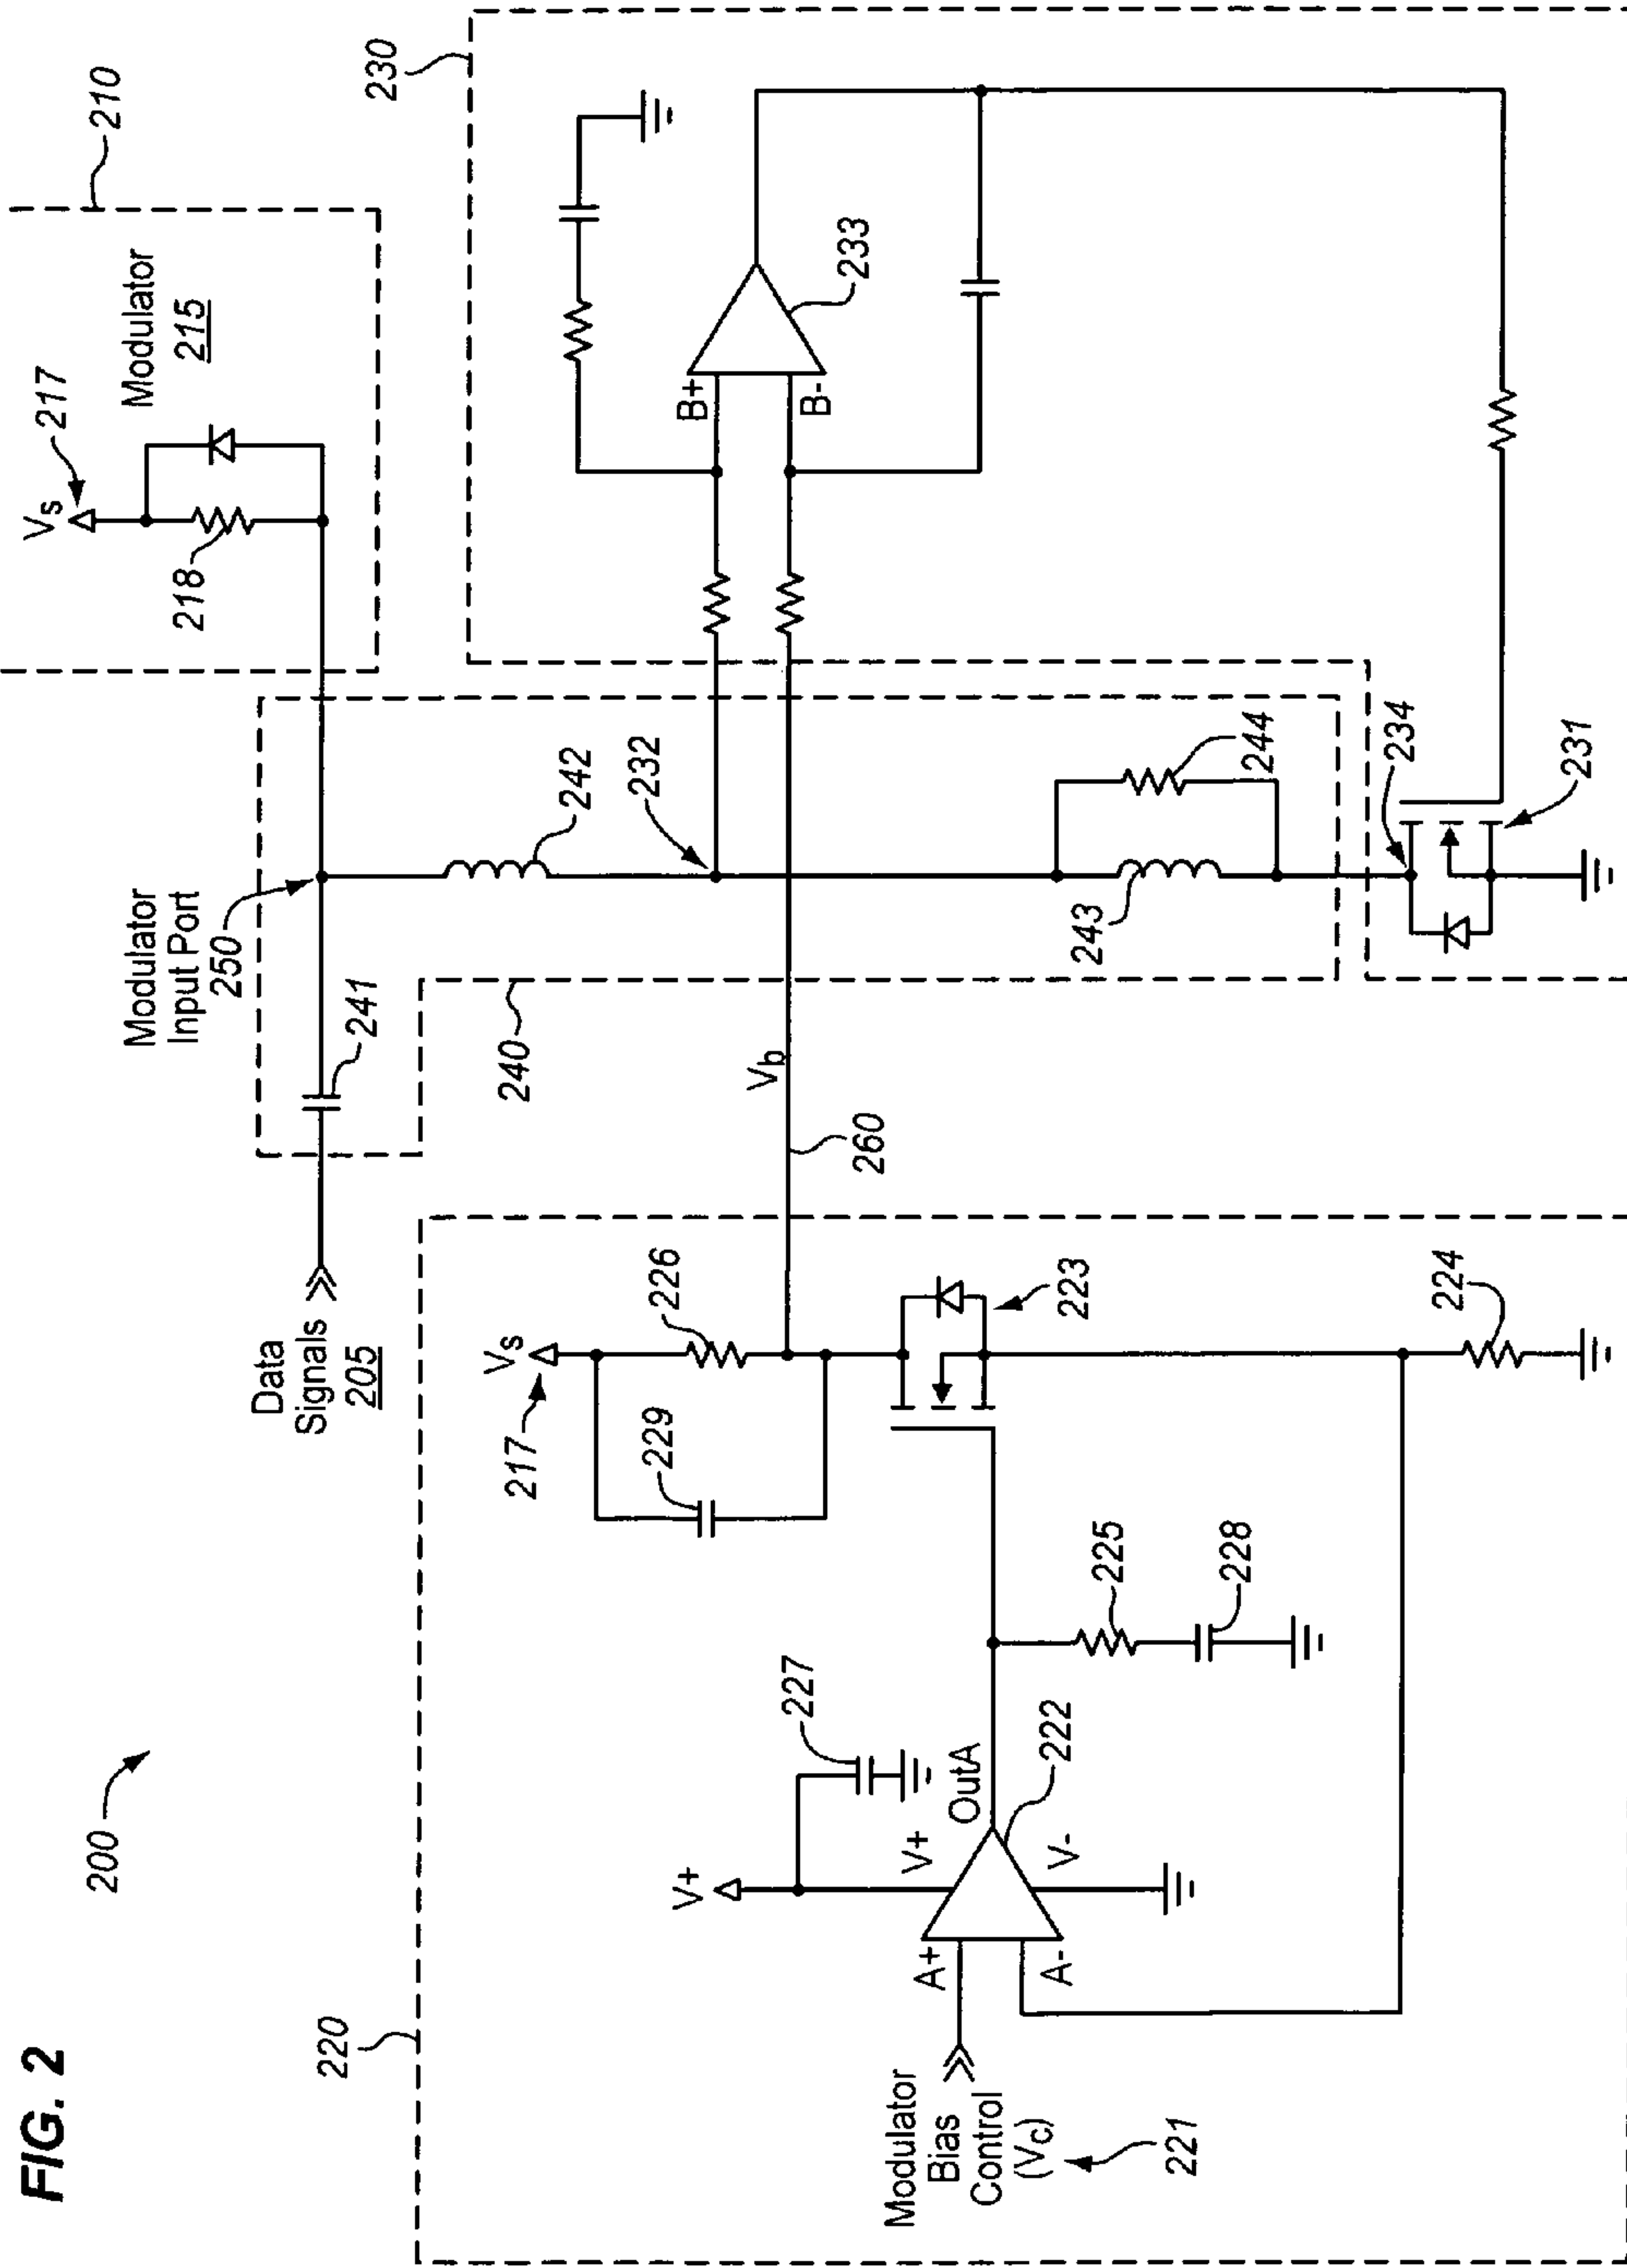 FIG. 2
200
210
Vs
217
Modulator
215
218
230
Modulator
Input Port
250
241
Data
Signals
205
242
232
B+
B-
233
240
Vb
260
243
244
234
231
220
Vs
217
226
229
223
224
V+
227
V+
OutA
222
V-
A+
A-
225
228
Modulator
Bias
Control
(Vc)
221